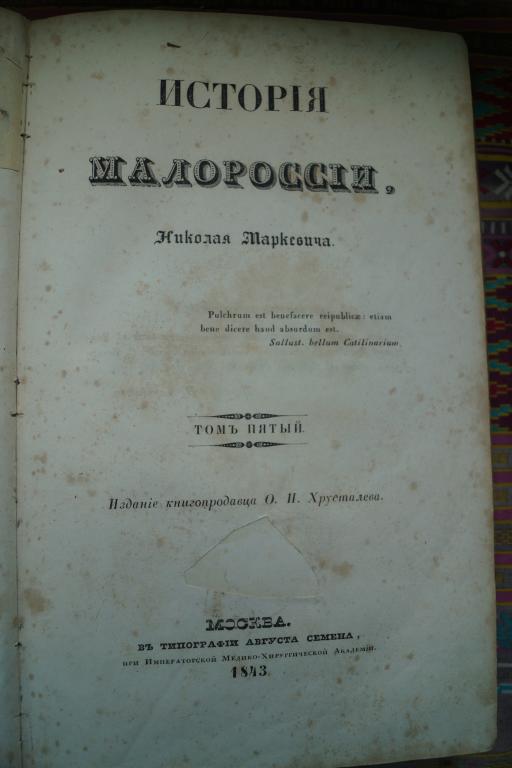 ИСТОРІЯ
МАЛОРОССІИ,
Николая Маркевича.
Pulchrum est benefacere reipublicæ: etiam
bene dicere haud absurdum est.
Sallust. bellum Catilinarium.
ТОМЪ ПЯТЫЙ.
Изданіе книгопродавца О. И. Хрусталева.
МОСКВА.
ВЪ ТИПОГРАФІИ АВГУСТА СЕМЕНА,
ПРИ ИМПЕРАТОРСКОЙ МЕДИКО-ХИРУРГИЧЕСКОЙ АКАДЕМІИ.
1843.